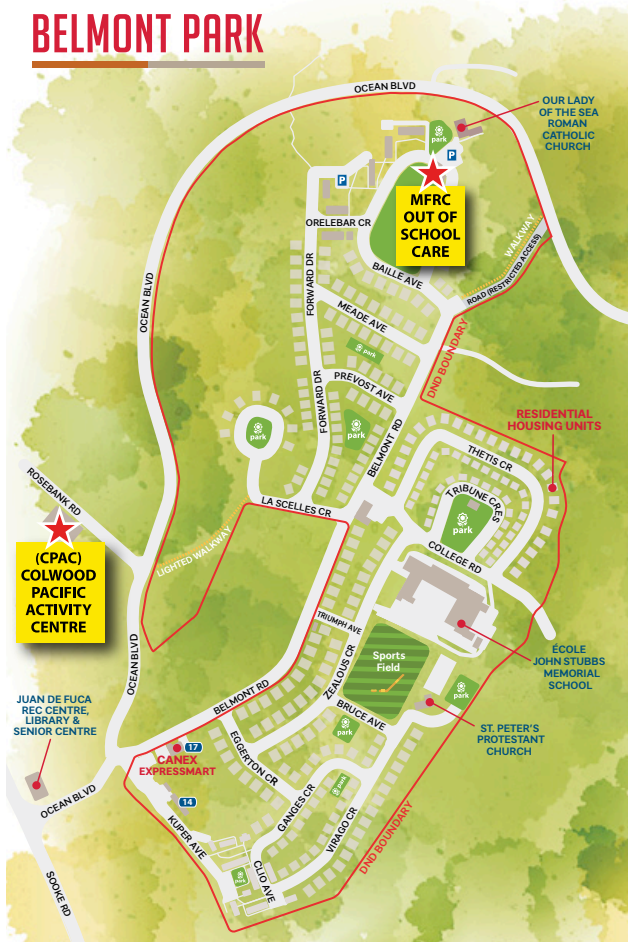 BELMONT PARK
OCEAN BLVD
OUR LADY
OF THE SEA
ROMAN
CATHOLIC
CHURCH
park
P
P
MFRC
OUT OF
SCHOOL
CARE
ORELEBAR CR
WALKWAY
ROAD (RESTRICTED ACCESS)
BAILLE AVE
OCEAN BLVD
FORWARD DR
MEADE AVE
DND BOUNDARY
park
PREVOST AVE
FORWARD DR
park
park
BELMONT RD
RESIDENTIAL
HOUSING UNITS
THETIS CR
ROSEBANK RD
TRIBUNE CRES
LA SCELLES CR
park
(CPAC)
COLWOOD
PACIFIC
ACTIVITY
CENTRE
LIGHTED WALKWAY
COLLEGE RD
TRIUMPH AVE
OCEAN BLVD
Sports
Field
ÉCOLE
JOHN STUBBS
MEMORIAL
SCHOOL
ZEALOUS CR
BELMONT RD
park
JUAN DE FUCA
REC CENTRE,
LIBRARY &
SENIOR CENTRE
BRUCE AVE
park
ST. PETER'S
PROTESTANT
CHURCH
17
CANEX
EXPRESSMART
EGGERTON CR
park
OCEAN BLVD
14
GANGES CR
VIRAGO CR
KUPER AVE
DND BOUNDARY
CLIO AVE
park
SOOKE RD